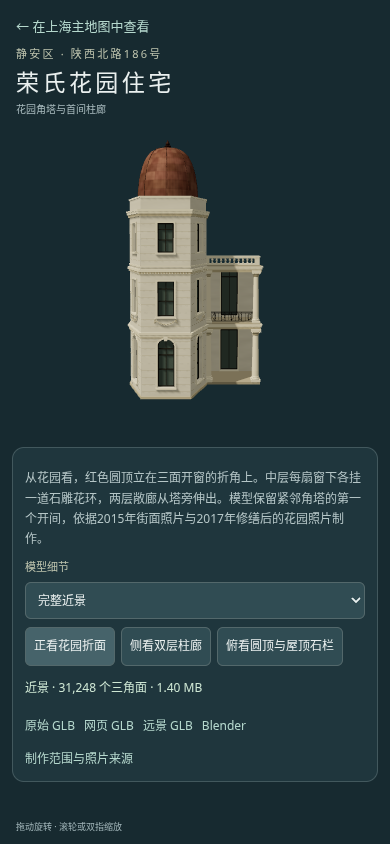 ← 在上海主地图中查看
静安区 · 陕西北路186号
荣氏花园住宅
花园角塔与首间柱廊
从花园看，红色圆顶立在三面开窗的折角上。中层每扇窗下各挂
一道石雕花环，两层敞廊从塔旁伸出。模型保留紧邻角塔的第一
个开间，依据2015年街面照片与2017年修缮后的花园照片制
作。
模型细节
完整近景
正看花园折面 侧看双层柱廊 俯看圆顶与屋顶石栏
近景 · 31,248 个三角面 · 1.40 MB
原始 GLB 网页 GLB 远景 GLB Blender
制作范围与照片来源
拖动旋转 · 滚轮或双指缩放